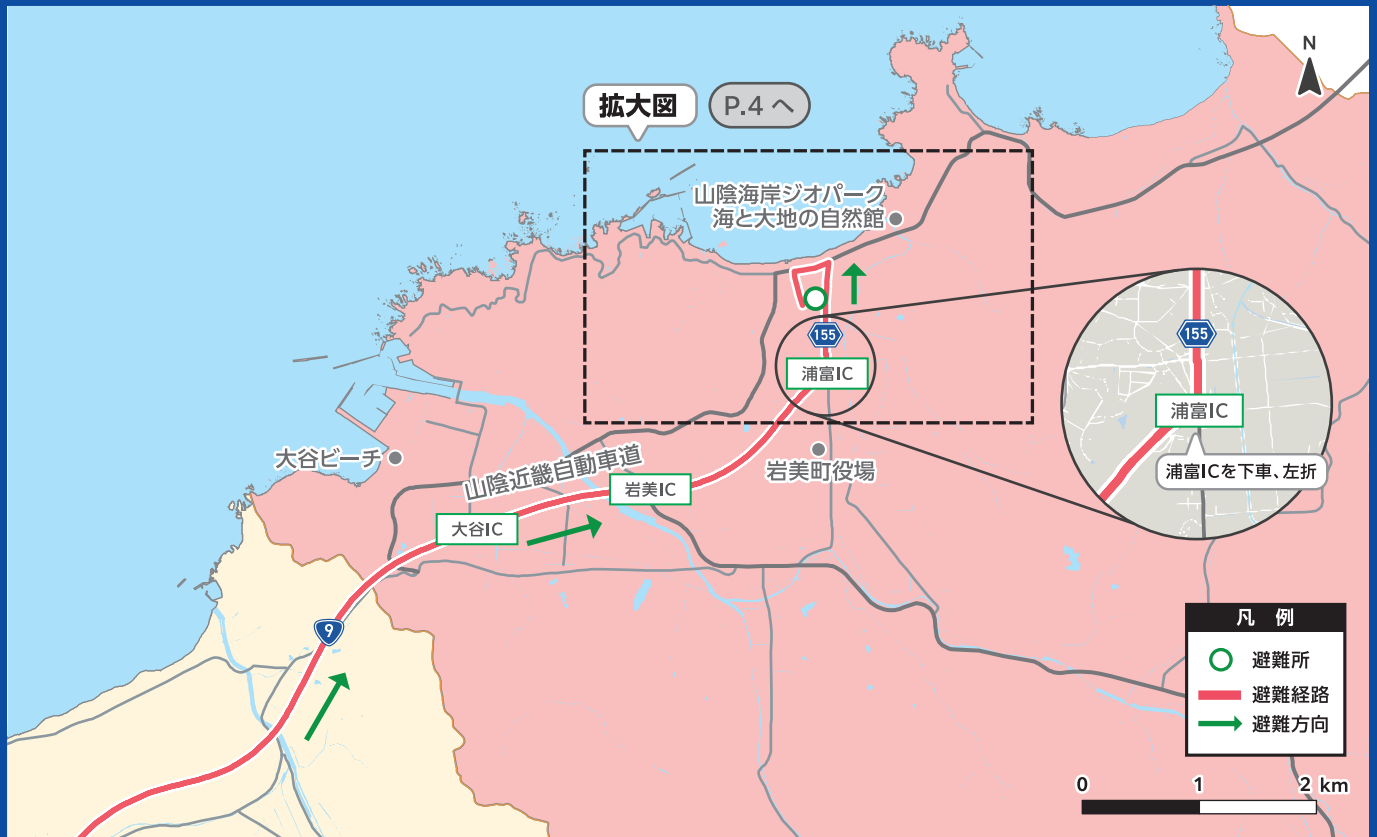 N
拡大図
P.4 へ
山陰海岸ジオパーク
海と大地の自然館
155
浦富IC
155
浦富IC
浦富ICを下車、左折
大谷ビーチ
山陰近畿自動車道
岩美町役場
岩美IC
大谷IC
9
凡 例
避難所
避難経路
避難方向
0 1 2 km